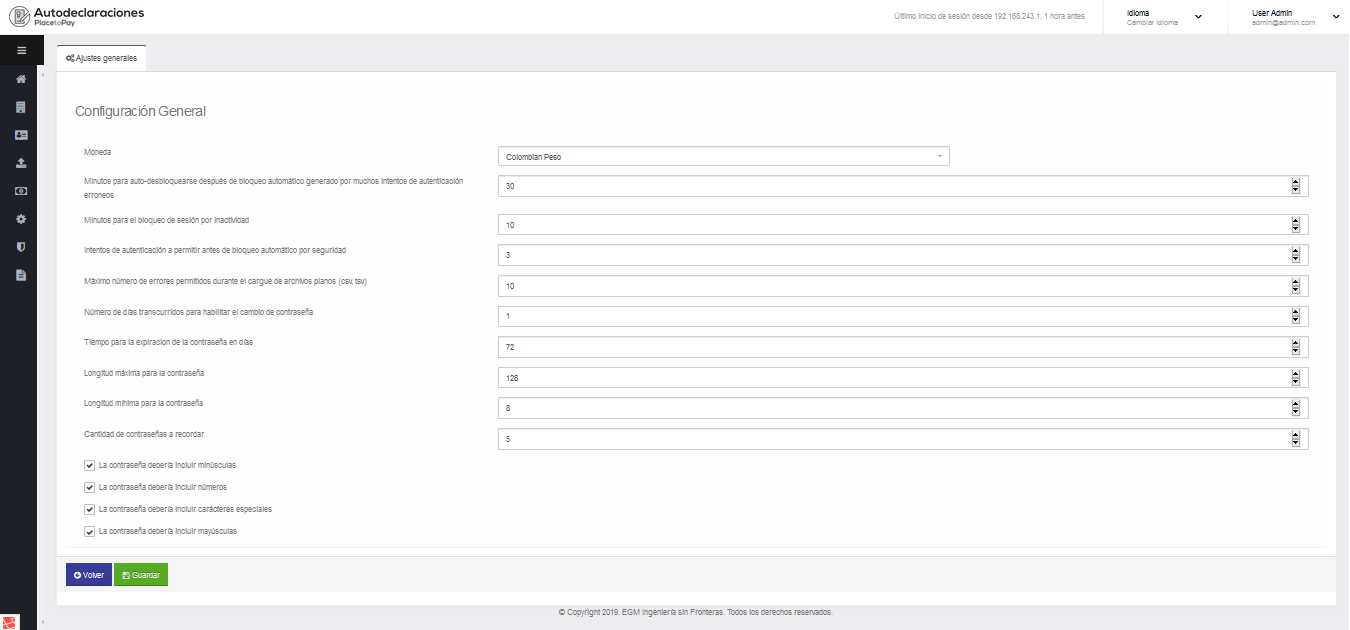 Autodeclaraciones
PlacetoPay
Último inicio de sesión desde 192.168.243.1, 1 hora antes
Idioma
Cambiar idioma
User Admin
admin@admin.com
Ajustes generales
Configuración General
Moneda
Colombian Peso
Minutos para auto-desbloquearse después de bloqueo automático generado por muchos intentos de autenticación
erroneos
30
Minutos para el bloqueo de sesión por inactividad
10
Intentos de autenticación a permitir antes de bloqueo automático por seguridad
3
Máximo número de errores permitidos durante el cargue de archivos planos (csv, tsv)
10
Número de días transcurridos para habilitar el cambio de contraseña
1
Tiempo para la expiracion de la contraseña en días
72
Longitud máxima para la contraseña
128
Longitud mínima para la contraseña
8
Cantidad de contraseñas a recordar
5
La contraseña debería incluir minúsculas
La contraseña debería incluir números
La contraseña debería incluir carácteres especiales
La contraseña debería incluir mayúsculas
Volver
Guardar
© Copyright 2019. EGM Ingeniería sin Fronteras. Todos los derechos reservados.